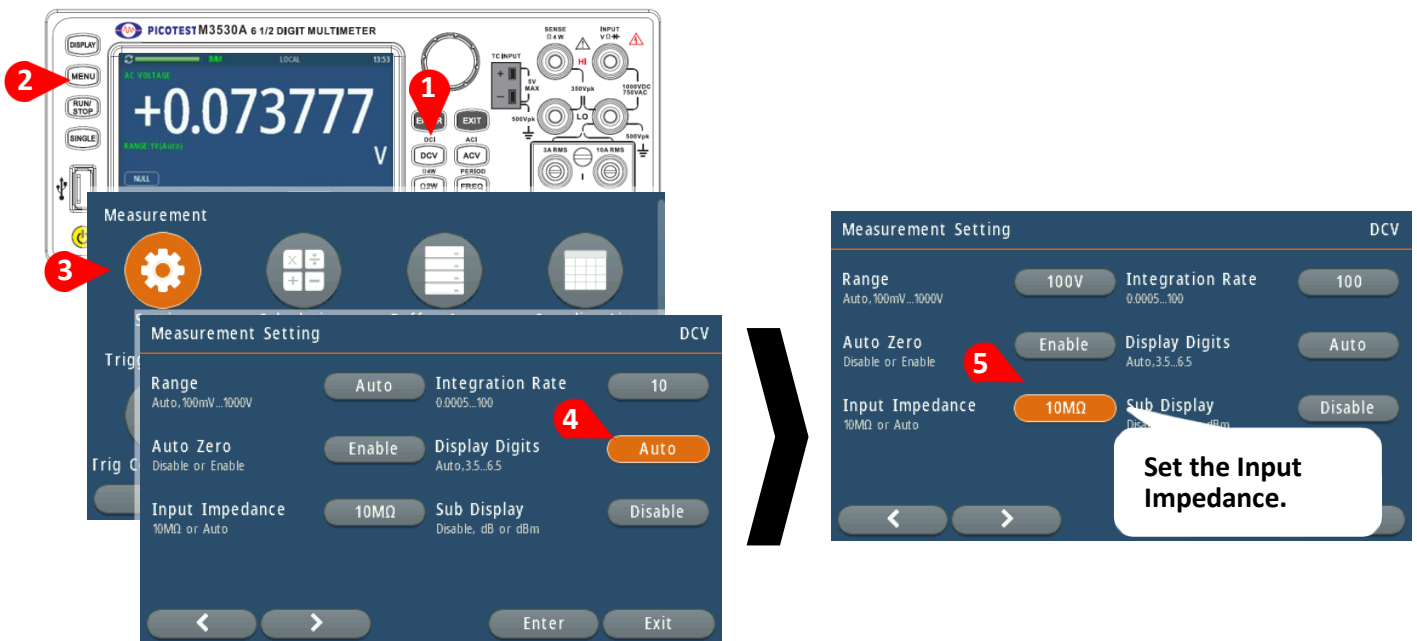 PICOTEST M3530A 6 1/2 DIGIT MULTIMETER
DISPLAY
2
MENU
RUN/
STOP
SINGLE
LOCAL
13:53
AC VOLTAGE
+0.073777
V
RANGE: 1V(Auto)
NULL
1
EXIT
DCI
ACI
DCV
ACV
Ω4W
PERIOD
Ω2W
FREQ
TC INPUT
+
−
5V
MAX
SENSE
Ω 4 W
INPUT
HI
350Vpk
1000VDC
750VAC
500Vpk
LO
500Vpk
3A RMS
10A RMS
I
Measurement
3
Trig C
Measurement Setting DCV
Range Auto Integration Rate 10
Auto,100mV...1000V 0.0005...100
4
Auto Zero Enable Display Digits Auto
Disable or Enable Auto,3.5...6.5
Input Impedance 10MΩ Sub Display Disable
10MΩ or Auto Disable, dB or dBm
< > Enter Exit
Measurement Setting DCV
Range 100V Integration Rate 100
Auto,100mV...1000V 0.0005...100
Auto Zero Enable Display Digits Auto
Disable or Enable Auto,3.5...6.5
5
Input Impedance 10MΩ Sub Display Disable
10MΩ or Auto
Set the Input
Impedance.
< >